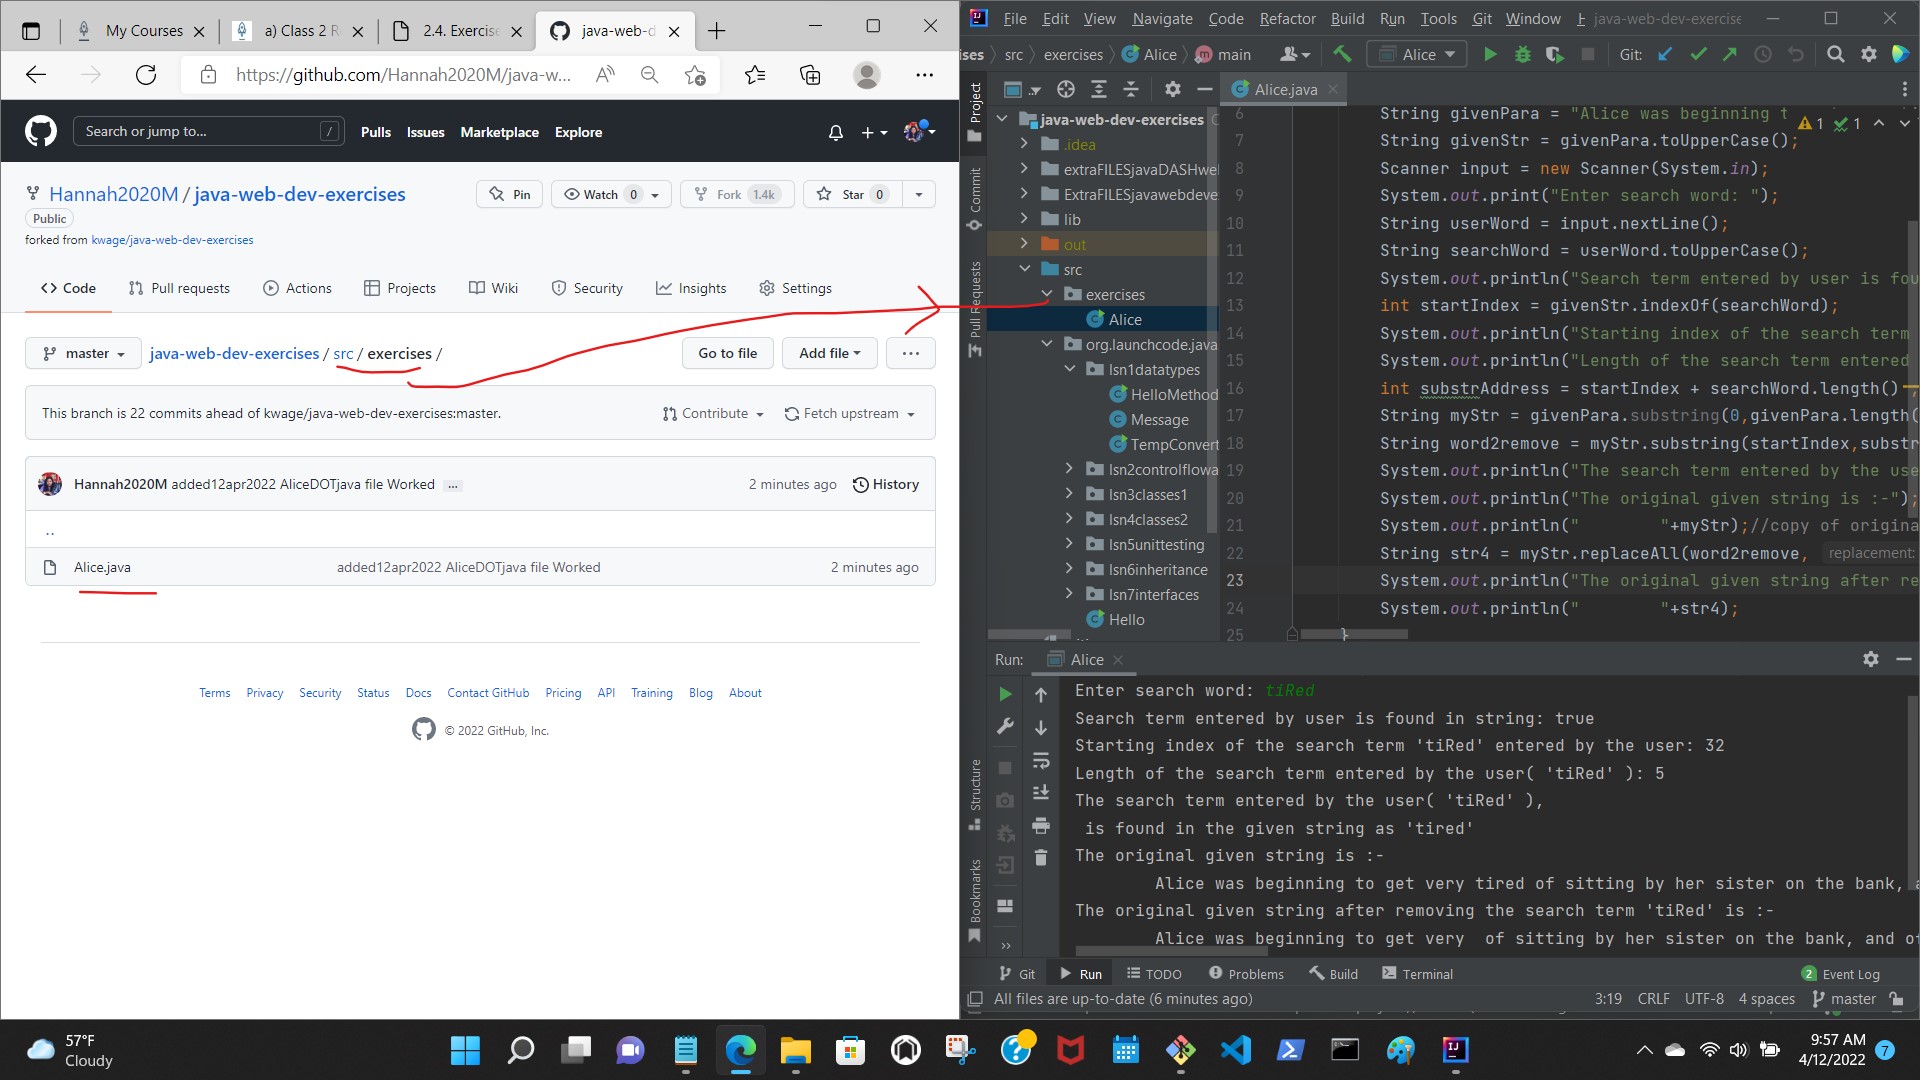 My Courses
a) Class 2 R
2.4. Exercise
java-web-d
https://github.com/Hannah2020M/java-w...
Search or jump to...
/
Pulls
Issues
Marketplace
Explore
Hannah2020M / java-web-dev-exercises
Public
forked from kwage/java-web-dev-exercises
Pin
Watch 0
Fork 1.4k
Star 0
Code
Pull requests
Actions
Projects
Wiki
Security
Insights
Settings
master
java-web-dev-exercises / src / exercises /
Go to file
Add file
...
This branch is 22 commits ahead of kwage/java-web-dev-exercises:master.
Contribute
Fetch upstream
Hannah2020M added12apr2022 AliceDOTjava file Worked ...
2 minutes ago
History
..
Alice.java
added12apr2022 AliceDOTjava file Worked
2 minutes ago
Terms Privacy Security Status Docs Contact GitHub Pricing API Training Blog About
© 2022 GitHub, Inc.
File Edit View Navigate Code Refactor Build Run Tools Git Window
java-web-dev-exercise
ises
src
exercises
Alice
main
Alice
Git:
Project
Commit
Pull Requests
Structure
Bookmarks
Alice.java
java-web-dev-exercises
.idea
extraFILESjavaDASHwe
ExtraFILESjavawebdeve
lib
out
src
exercises
Alice
org.launchcode.java
lsn1datatypes
HelloMethod
Message
TempConvert
lsn2controlflowa
lsn3classes1
lsn4classes2
lsn5unittesting
lsn6inheritance
lsn7interfaces
Hello
1 1
6 String givenPara = "Alice was beginning t
7 String givenStr = givenPara.toUpperCase();
8 Scanner input = new Scanner(System.in);
9 System.out.print("Enter search word: ");
10 String userWord = input.nextLine();
11 String searchWord = userWord.toUpperCase();
12 System.out.println("Search term entered by user is fou
13 int startIndex = givenStr.indexOf(searchWord);
14 System.out.println("Starting index of the search term
15 System.out.println("Length of the search term entered
16 int substrAddress = startIndex + searchWord.length() ;
17 String myStr = givenPara.substring(0,givenPara.length(
18 String word2remove = myStr.substring(startIndex,substr
19 System.out.println("The search term entered by the use
20 System.out.println("The original given string is :-");
21 System.out.println("        "+myStr);//copy of origina
22 String str4 = myStr.replaceAll(word2remove, replacement:
23 System.out.println("The original given string after re
24 System.out.println("        "+str4);
25 }
Run:
Alice
Enter search word: tiRed
Search term entered by user is found in string: true
Starting index of the search term 'tiRed' entered by the user: 32
Length of the search term entered by the user( 'tiRed' ): 5
The search term entered by the user( 'tiRed' ),
is found in the given string as 'tired'
The original given string is :-
Alice was beginning to get very tired of sitting by her sister on the bank,
The original given string after removing the search term 'tiRed' is :-
Alice was beginning to get very  of sitting by her sister on the bank, and of
Git
Run
TODO
Problems
Build
Terminal
2 Event Log
All files are up-to-date (6 minutes ago)
3:19 CRLF UTF-8 4 spaces master
57°F
Cloudy
9:57 AM
4/12/2022
7